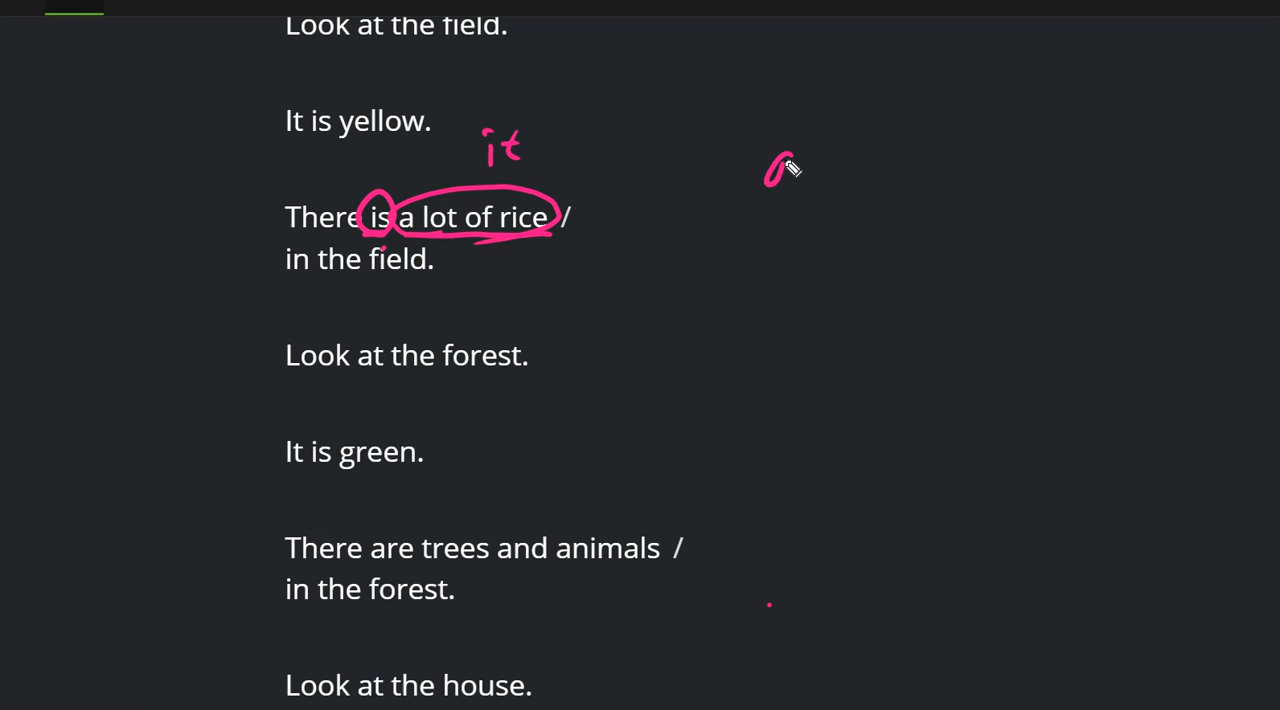 Look at the field.
It is yellow.
it
There is a lot of rice /
in the field.
Look at the forest.
It is green.
There are trees and animals /
in the forest.
Look at the house.